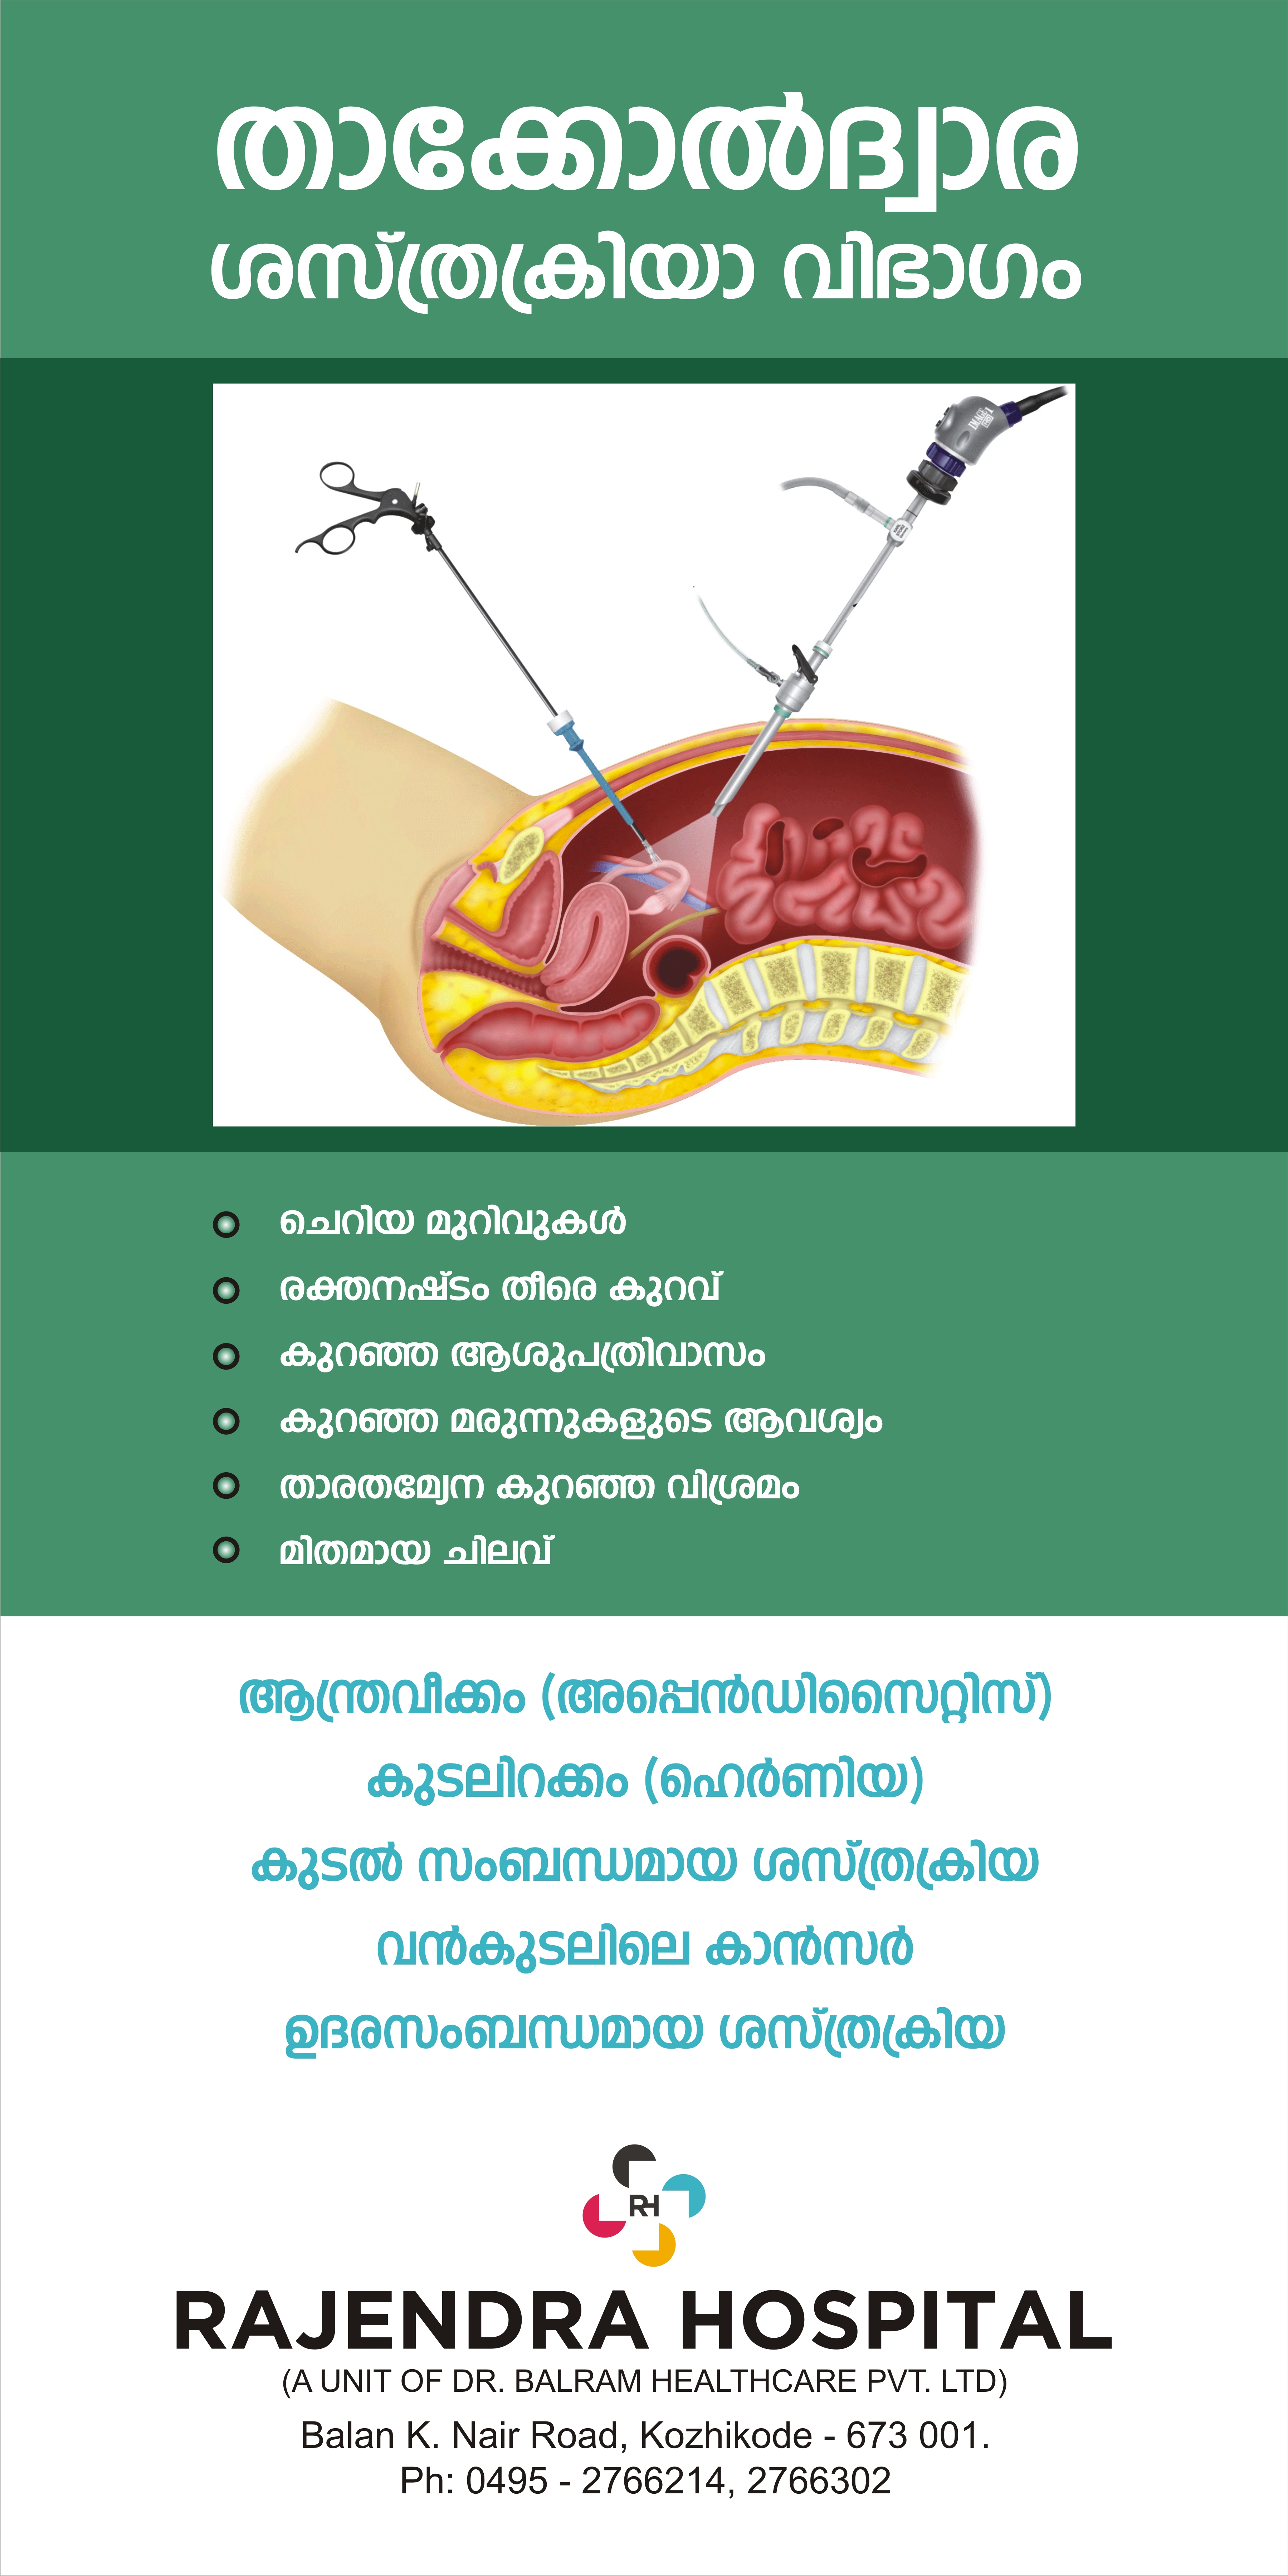 താക്കോൽദ്വാര
ശസ്ത്രക്രിയാ വിഭാഗം
ചെറിയ മുറിവുകൾ
രക്തനഷ്ടം തീരെ കുറവ്
കുറഞ്ഞ ആശുപത്രിവാസം
കുറഞ്ഞ മരുന്നുകളുടെ ആവശ്യം
താരതമ്യേന കുറഞ്ഞ വിശ്രമം
മിതമായ ചിലവ്
ആന്ത്രവീക്കം (അപ്പെൻഡിസൈറ്റിസ്)
കുടലിറക്കം (ഹെർണിയ)
കുടൽ സംബന്ധമായ ശസ്ത്രക്രിയ
വൻകുടലിലെ കാൻസർ
ഉദരസംബന്ധമായ ശസ്ത്രക്രിയ
RH
RAJENDRA HOSPITAL
(A UNIT OF DR. BALRAM HEALTHCARE PVT. LTD)
Balan K. Nair Road, Kozhikode - 673 001.
Ph: 0495 - 2766214, 2766302